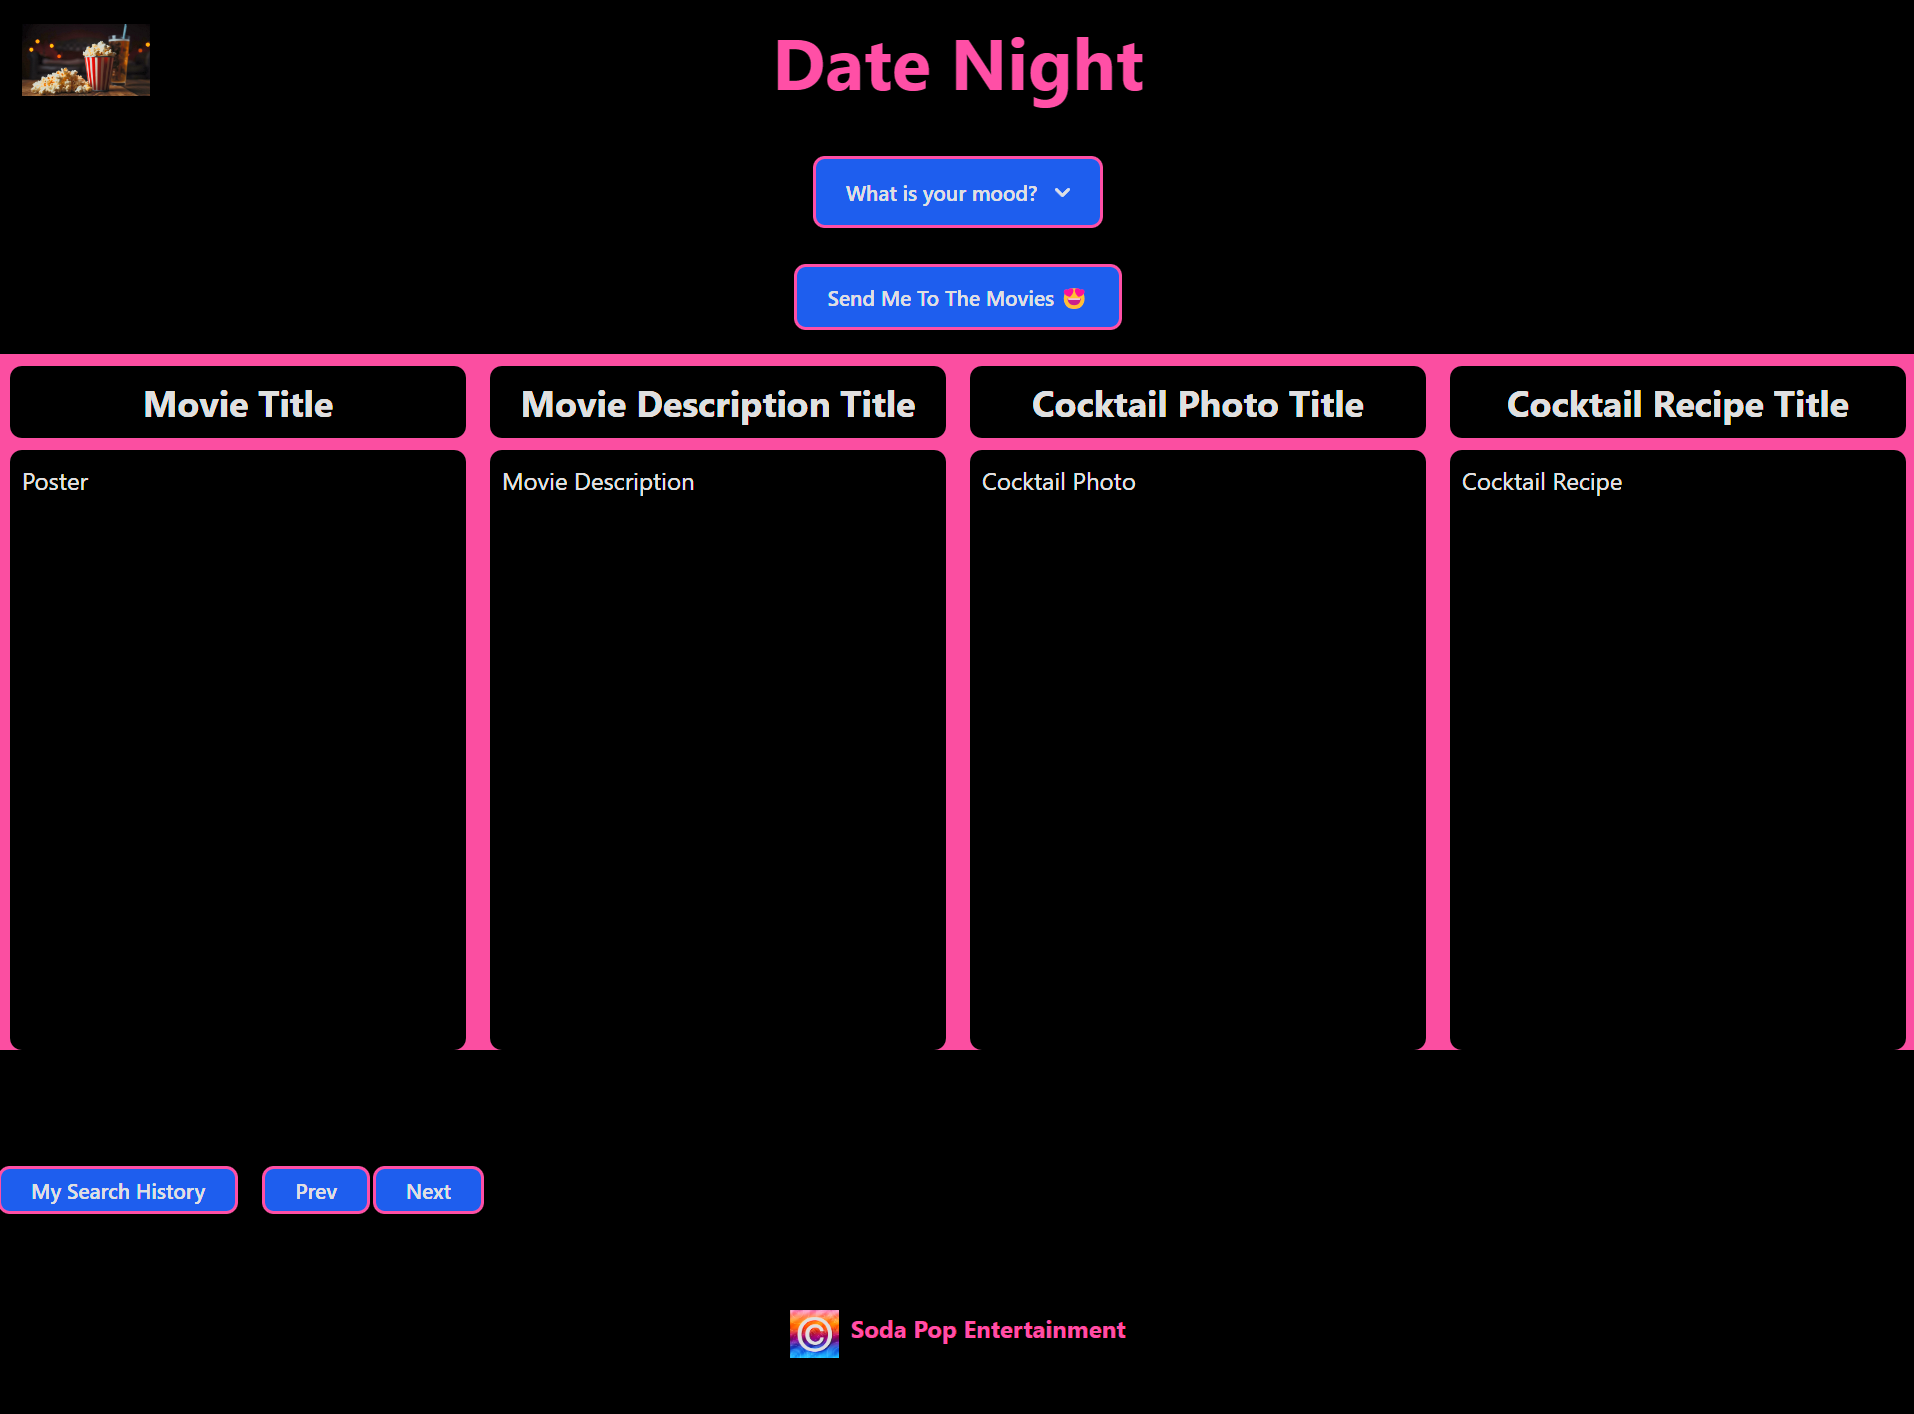 Date Night
What is your mood?
Send Me To The Movies 😍
Movie Title
Movie Description Title
Cocktail Photo Title
Cocktail Recipe Title
Poster
Movie Description
Cocktail Photo
Cocktail Recipe
My Search History
Prev
Next
© Soda Pop Entertainment